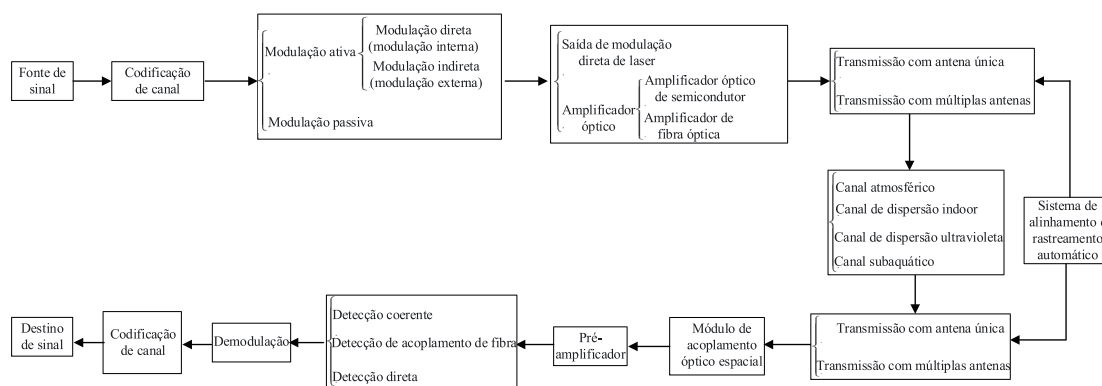 Fonte de
sinal
Codificação
de canal
Modulação ativa
Modulação direta
(modulação interna)
Modulação indireta
(modulação externa)
Modulação passiva
Saída de modulação
direta de laser
Amplificador
óptico
Amplificador óptico
de semicondutor
Amplificador de
fibra óptica
Transmissão com antena única
Transmissão com múltiplas antenas
Canal atmosférico
Canal de dispersão indoor
Canal de dispersão ultravioleta
Canal subaquático
Sistema de
alinhamento e
rastreamento
automático
Transmissão com antena única
Transmissão com múltiplas antenas
Módulo de
acoplamento
óptico espacial
Pré-
amplificador
Detecção coerente
Detecção de acoplamento de fibra
Detecção direta
Demodulação
Codificação
de canal
Destino
de sinal